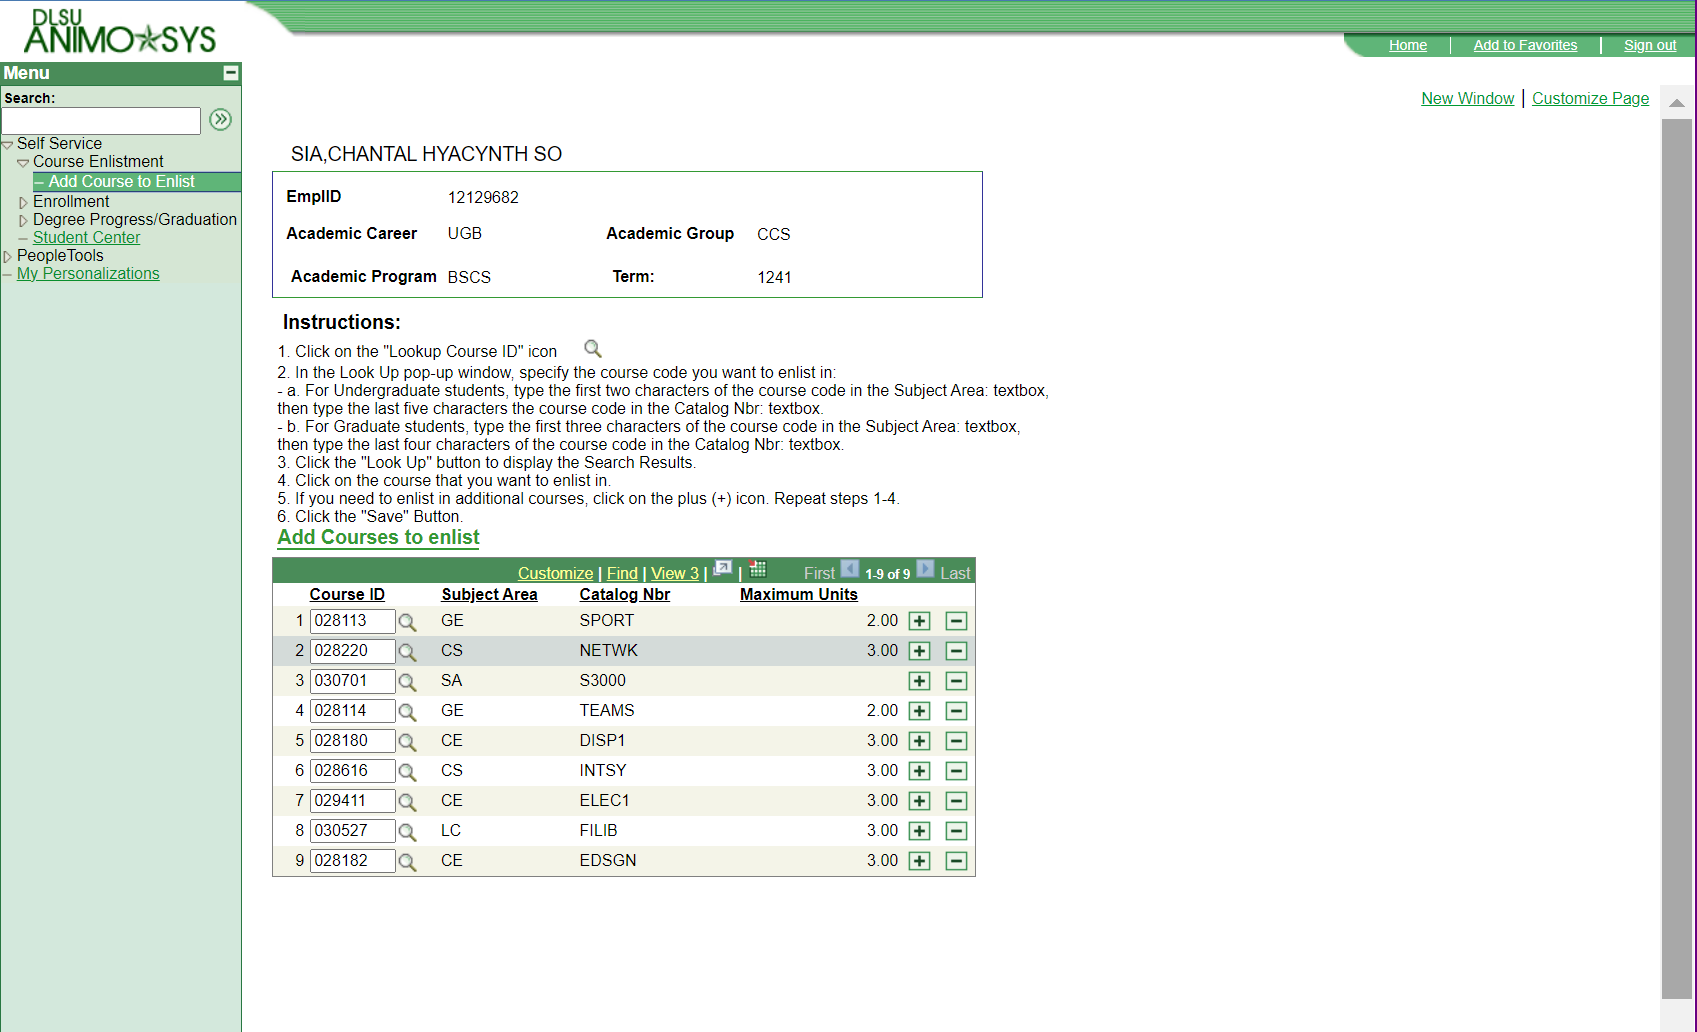 DLSU
ANIMO★SYS
Home
Add to Favorites
Sign out
Menu
Search:
Self Service
Course Enlistment
Add Course to Enlist
Enrollment
Degree Progress/Graduation
Student Center
PeopleTools
My Personalizations
New Window | Customize Page
SIA,CHANTAL HYACYNTH SO
EmplID 12129682
Academic Career UGB Academic Group CCS
Academic Program BSCS Term: 1241
Instructions:
1. Click on the "Lookup Course ID" icon
2. In the Look Up pop-up window, specify the course code you want to enlist in:
- a. For Undergraduate students, type the first two characters of the course code in the Subject Area: textbox,
then type the last five characters the course code in the Catalog Nbr: textbox.
- b. For Graduate students, type the first three characters of the course code in the Subject Area: textbox,
then type the last four characters of the course code in the Catalog Nbr: textbox.
3. Click the "Look Up" button to display the Search Results.
4. Click on the course that you want to enlist in.
5. If you need to enlist in additional courses, click on the plus (+) icon. Repeat steps 1-4.
6. Click the "Save" Button.
Add Courses to enlist
Customize | Find | View 3 | | First 1-9 of 9 Last
Course ID Subject Area Catalog Nbr Maximum Units
1 028113 GE SPORT 2.00
2 028220 CS NETWK 3.00
3 030701 SA S3000
4 028114 GE TEAMS 2.00
5 028180 CE DISP1 3.00
6 028616 CS INTSY 3.00
7 029411 CE ELEC1 3.00
8 030527 LC FILIB 3.00
9 028182 CE EDSGN 3.00